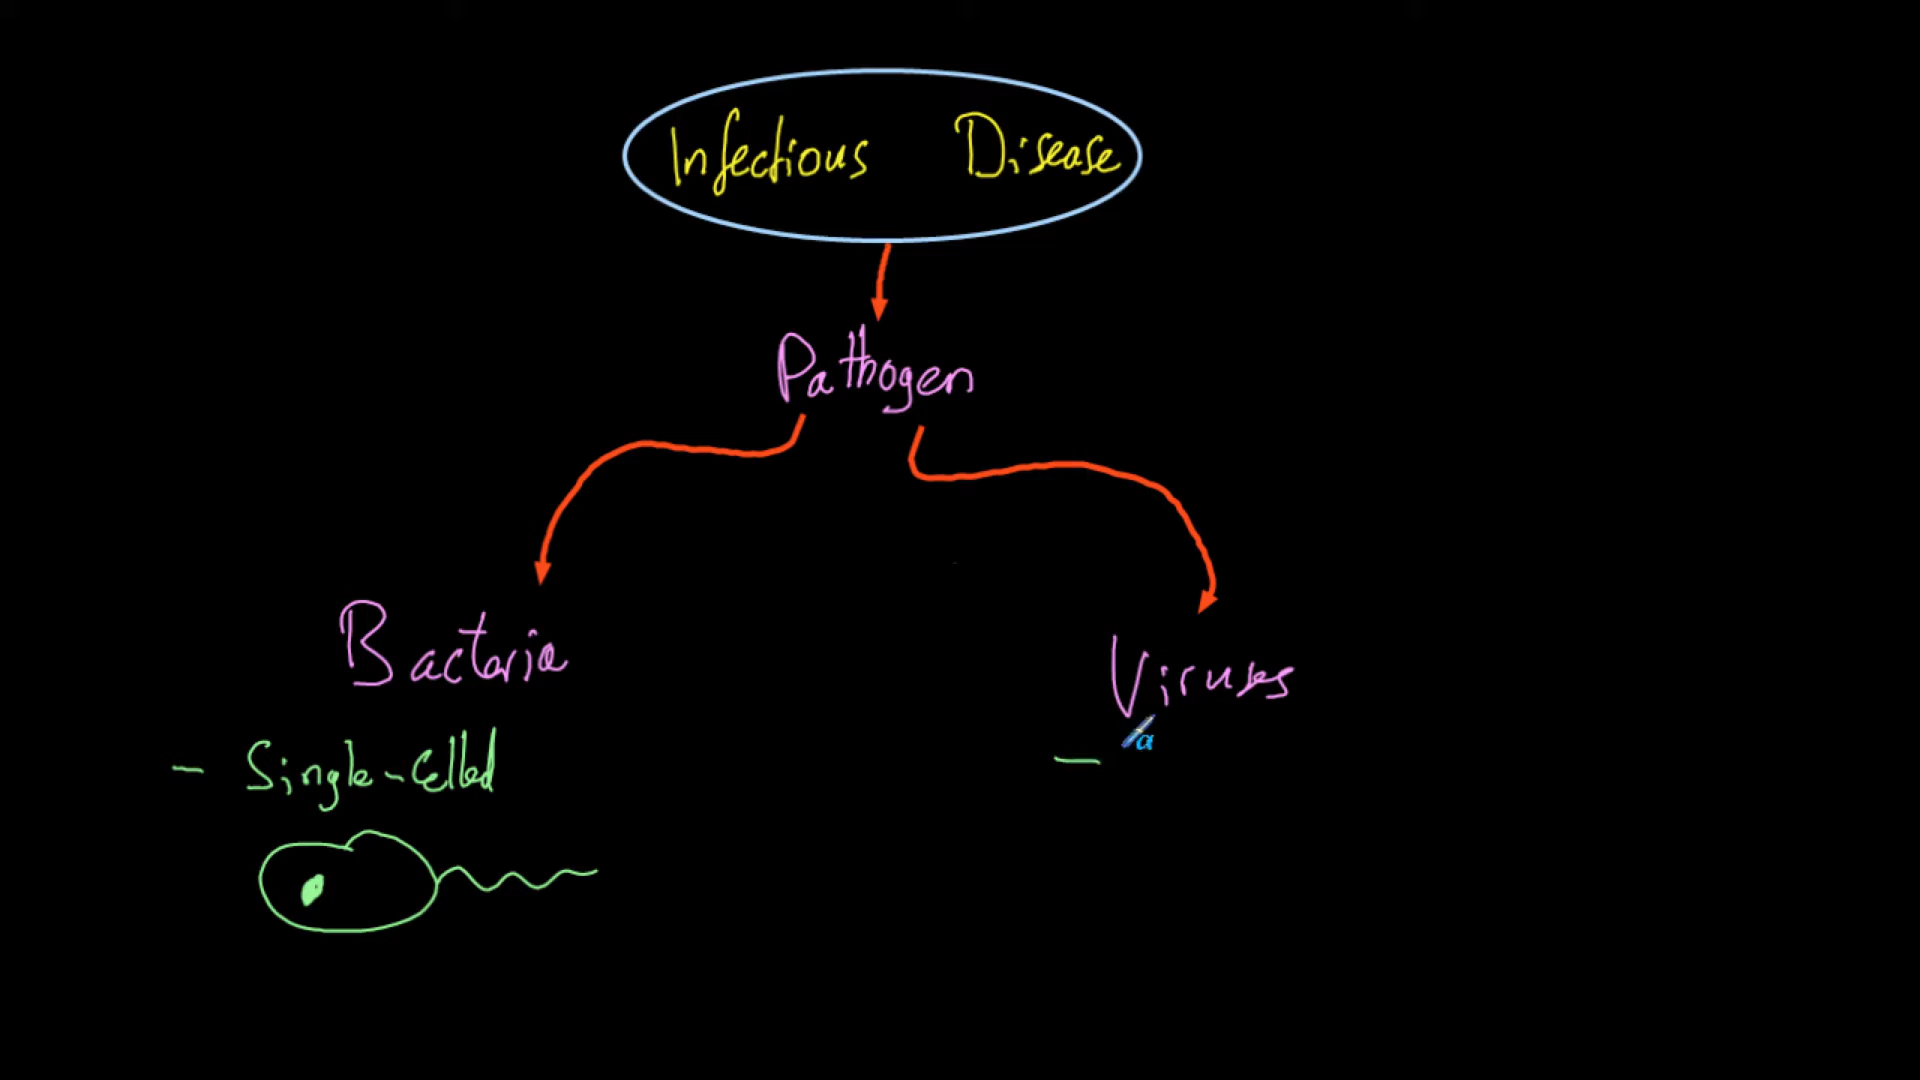 Infectious Disease
Pathogen
Bacteria
Viruses
- Single-Celled
-